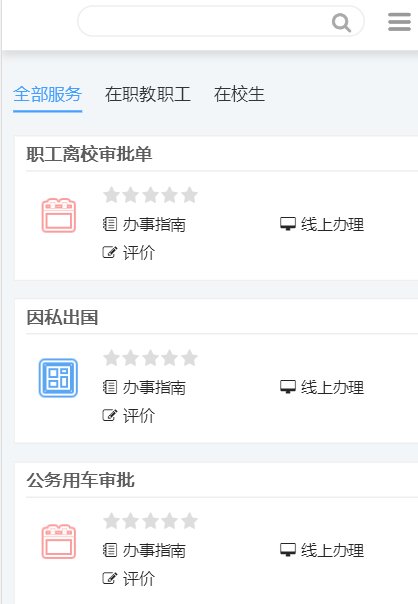 全部服务 在职教职工 在校生
职工离校审批单
办事指南 线上办理
评价
因私出国
办事指南 线上办理
评价
公务用车审批
办事指南 线上办理
评价